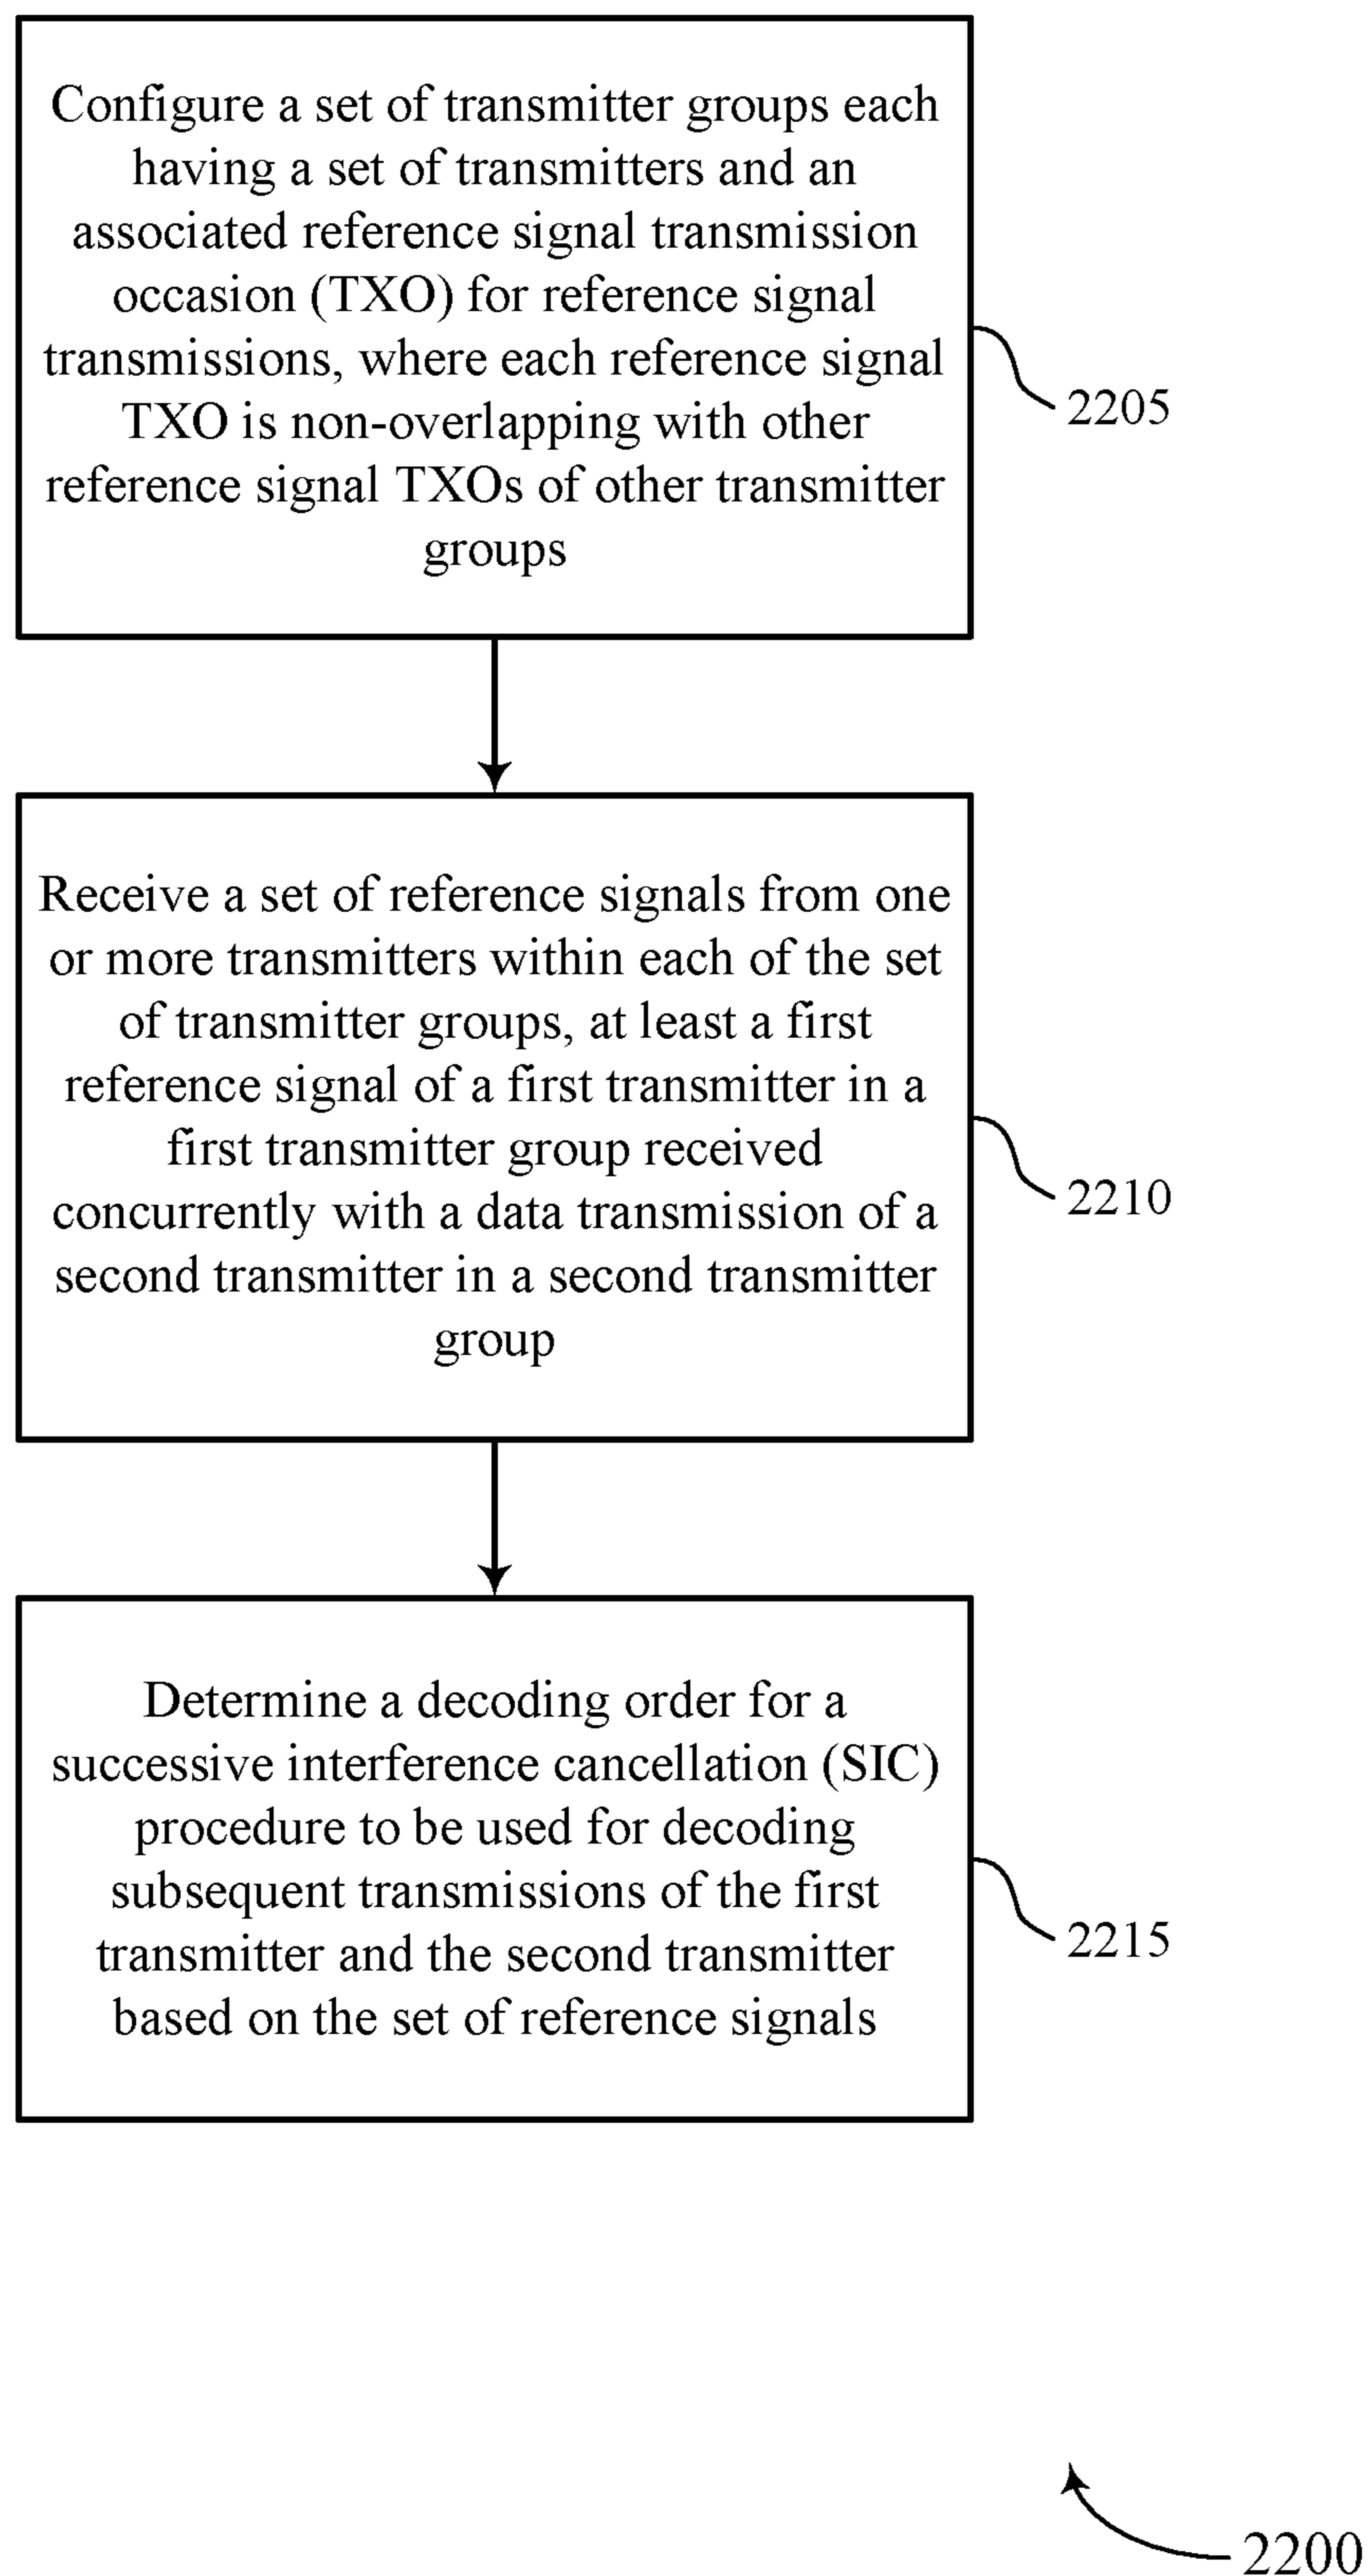 Configure a set of transmitter groups each
having a set of transmitters and an
associated reference signal transmission
occasion (TXO) for reference signal
transmissions, where each reference signal
TXO is non-overlapping with other
reference signal TXOs of other transmitter
groups
2205
Receive a set of reference signals from one
or more transmitters within each of the set
of transmitter groups, at least a first
reference signal of a first transmitter in a
first transmitter group received
concurrently with a data transmission of a
second transmitter in a second transmitter
group
2210
Determine a decoding order for a
successive interference cancellation (SIC)
procedure to be used for decoding
subsequent transmissions of the first
transmitter and the second transmitter
based on the set of reference signals
2215
2200